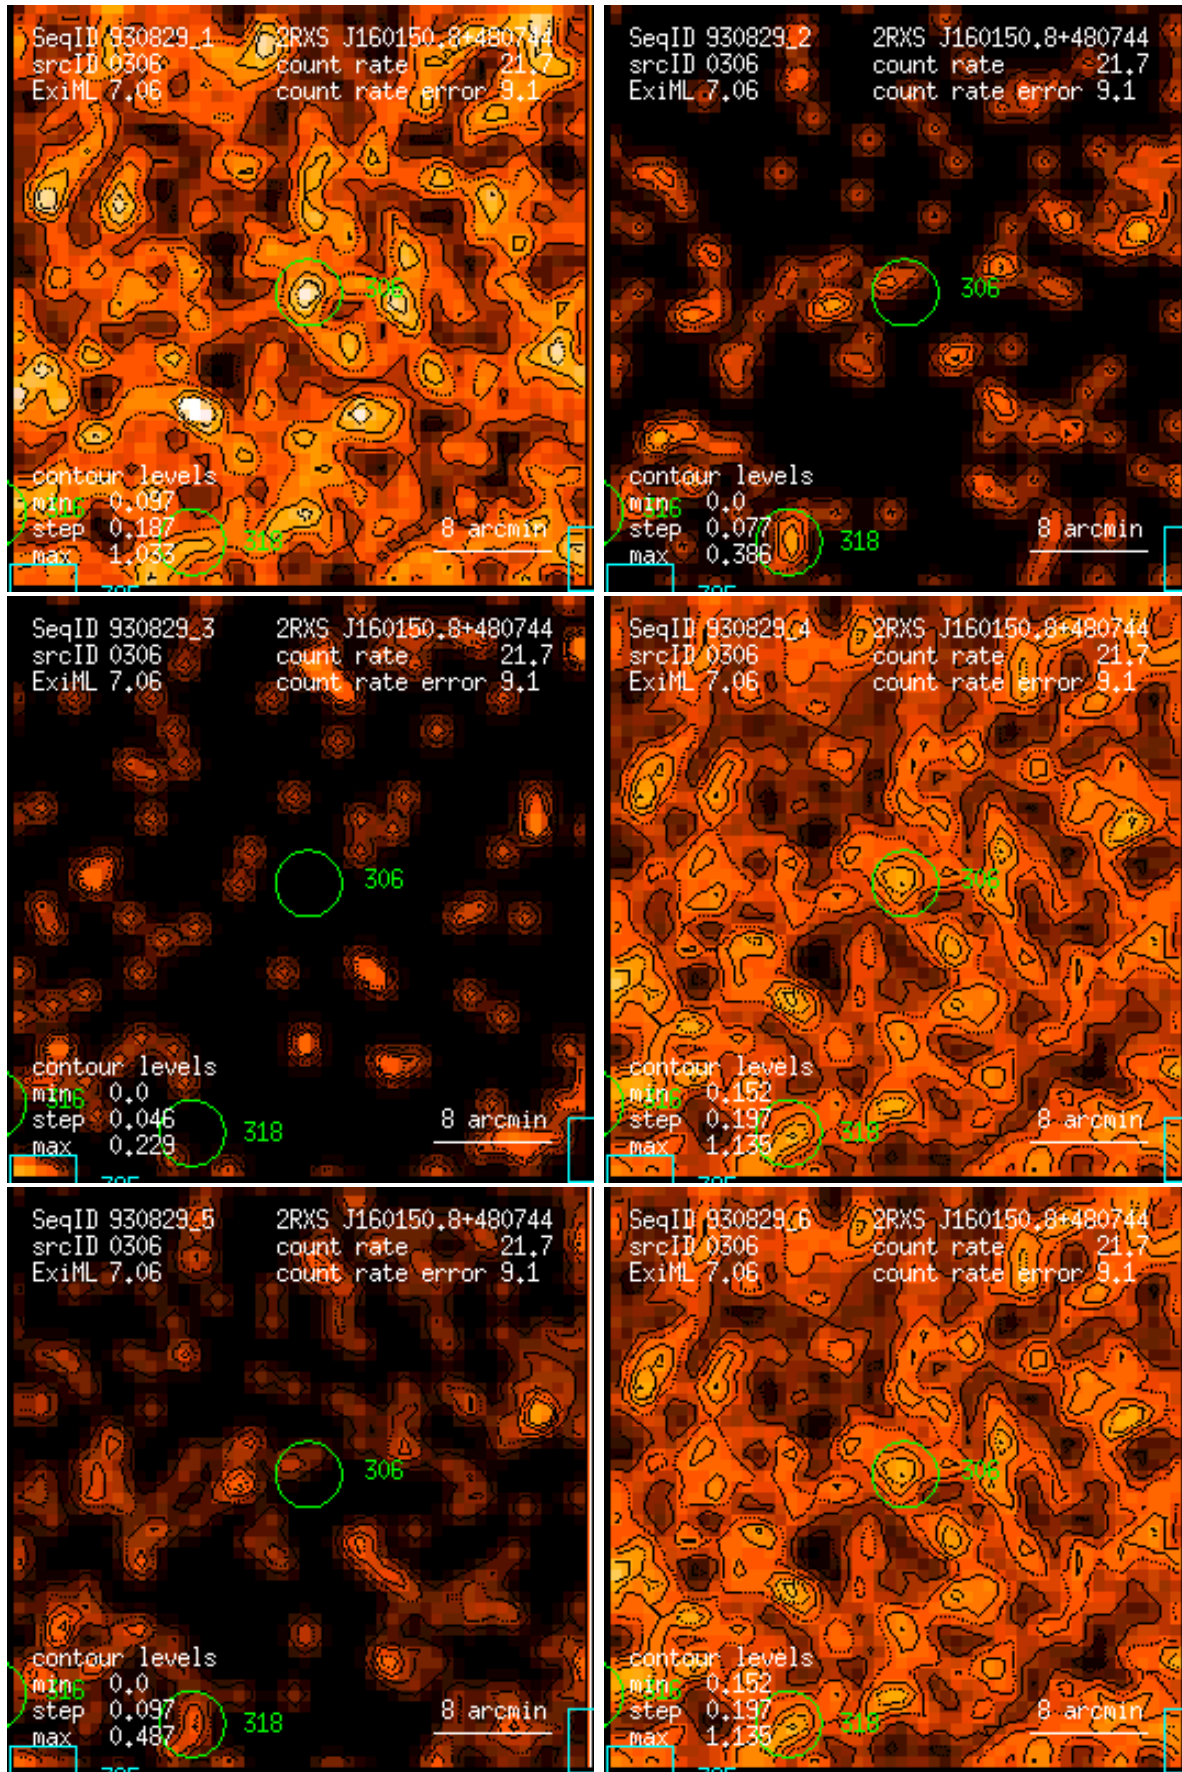 SeqID 930829_1 2RXS J160150.8+480744
srcID 0306 count rate 21.7
ExiML 7.06 count rate error 9.1
306
contour levels
min 0.097
316
step 0.187
8 arcmin
318
max 1.033
SeqID 930829_2 2RXS J160150.8+480744
srcID 0306 count rate 21.7
ExiML 7.06 count rate error 9.1
306
contour levels
min 0.0
316
step 0.077
8 arcmin
318
max 0.386
SeqID 930829_3 2RXS J160150.8+480744
srcID 0306 count rate 21.7
ExiML 7.06 count rate error 9.1
306
contour levels
min 0.0
316
step 0.046
8 arcmin
318
max 0.229
SeqID 930829_4 2RXS J160150.8+480744
srcID 0306 count rate 21.7
ExiML 7.06 count rate error 9.1
306
contour levels
min 0.152
316
step 0.197
8 arcmin
318
max 1.135
SeqID 930829_5 2RXS J160150.8+480744
srcID 0306 count rate 21.7
ExiML 7.06 count rate error 9.1
306
contour levels
min 0.0
316
step 0.097
8 arcmin
318
max 0.487
SeqID 930829_6 2RXS J160150.8+480744
srcID 0306 count rate 21.7
ExiML 7.06 count rate error 9.1
306
contour levels
min 0.152
316
step 0.197
8 arcmin
318
max 1.135